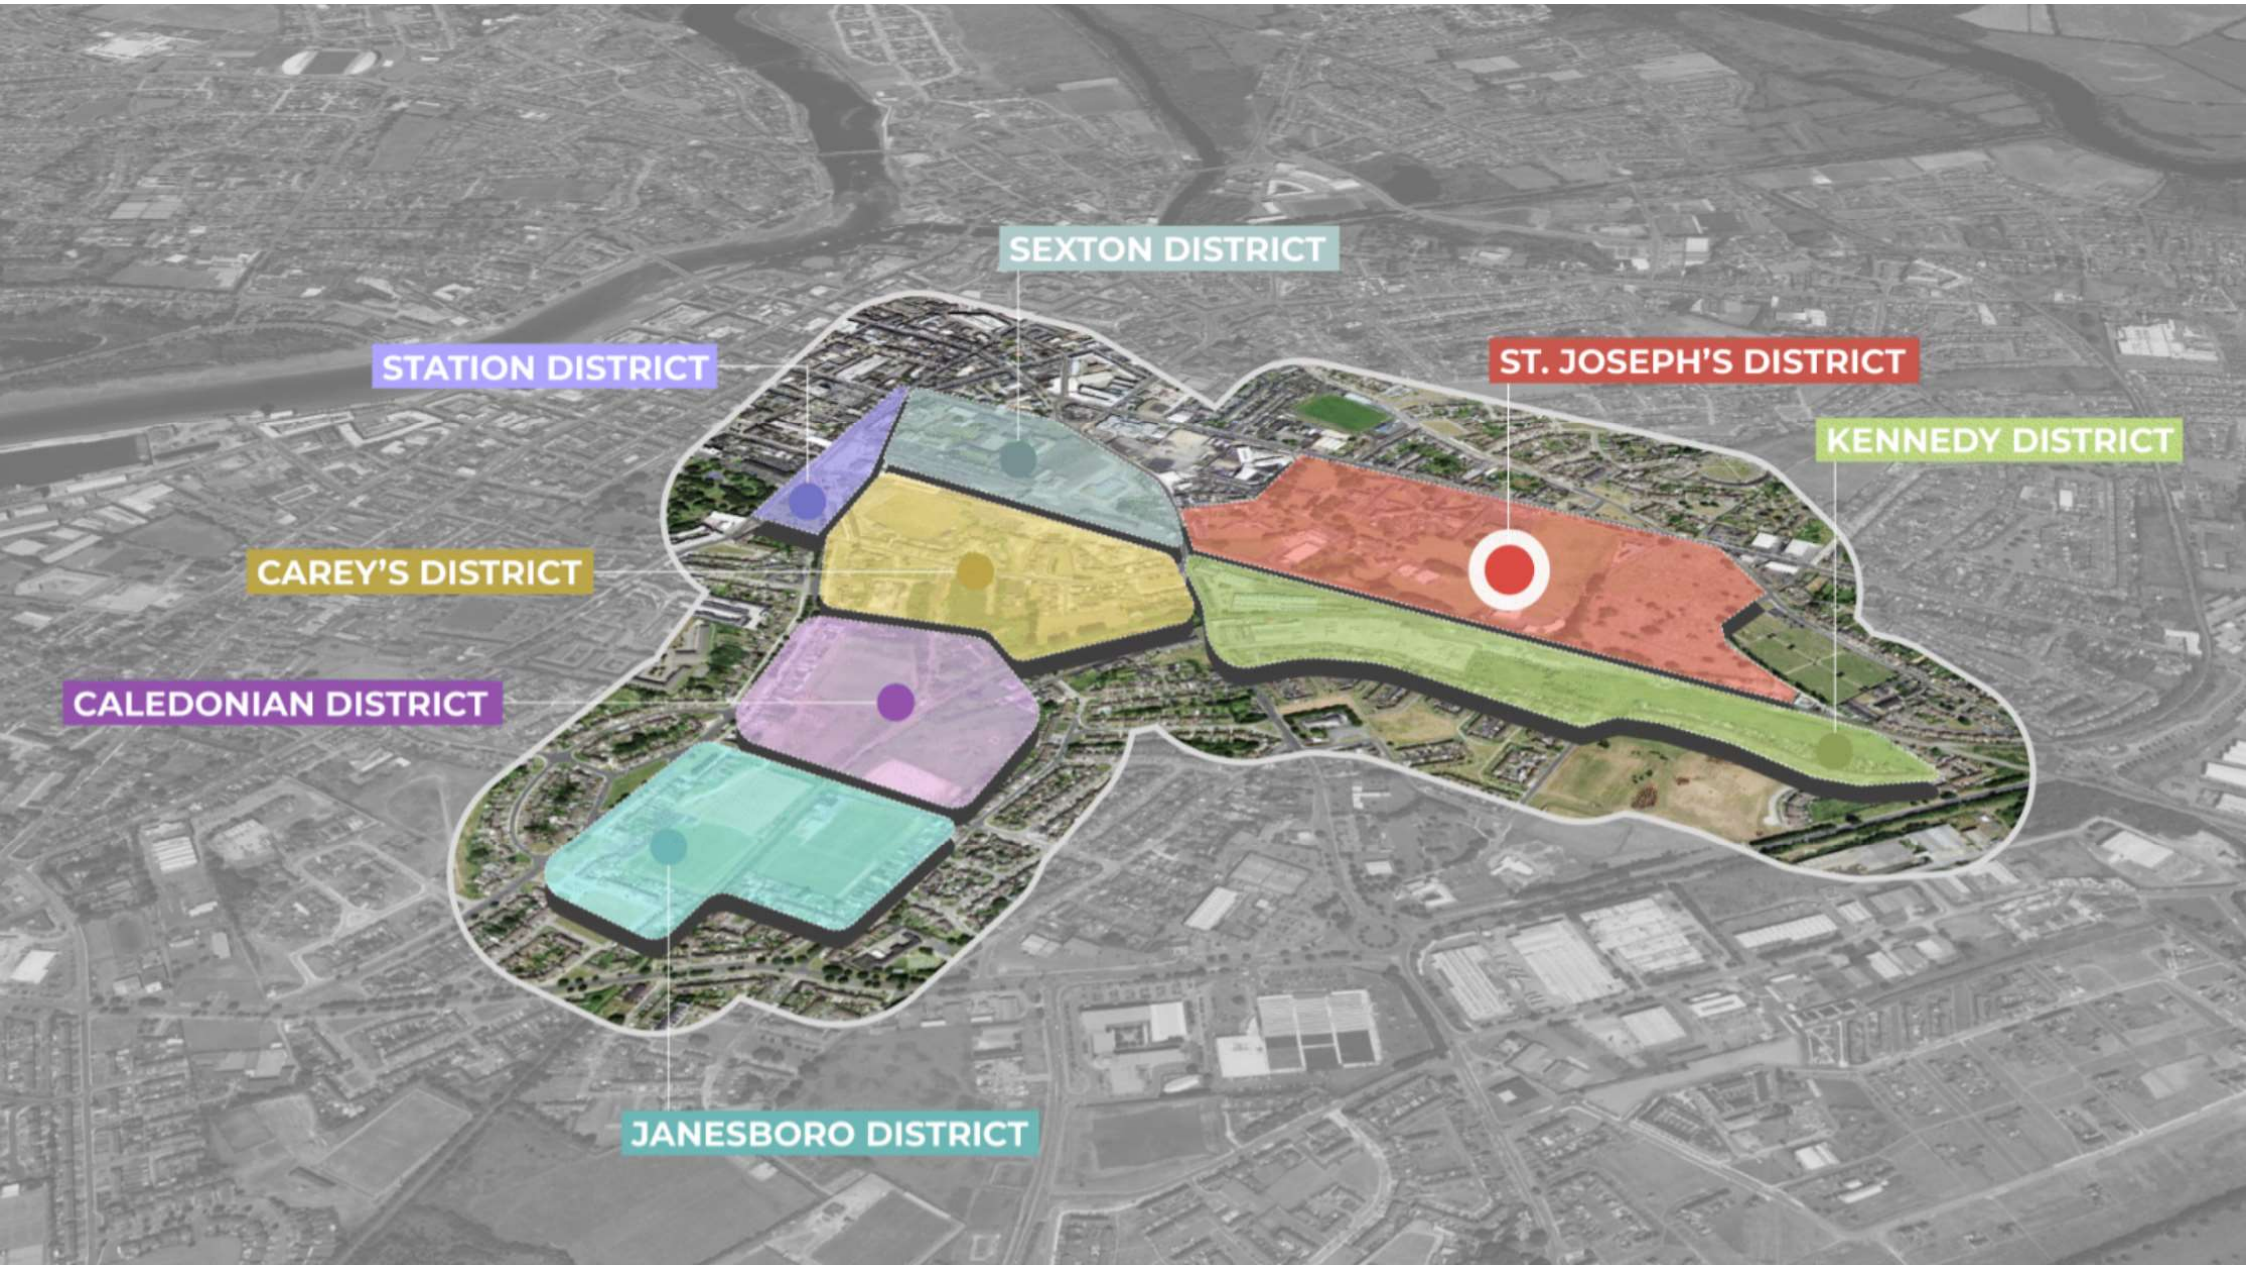 SEXTON DISTRICT
ST. JOSEPH'S DISTRICT
STATION DISTRICT
KENNEDY DISTRICT
CAREY'S DISTRICT
CALEDONIAN DISTRICT
JANESBORO DISTRICT